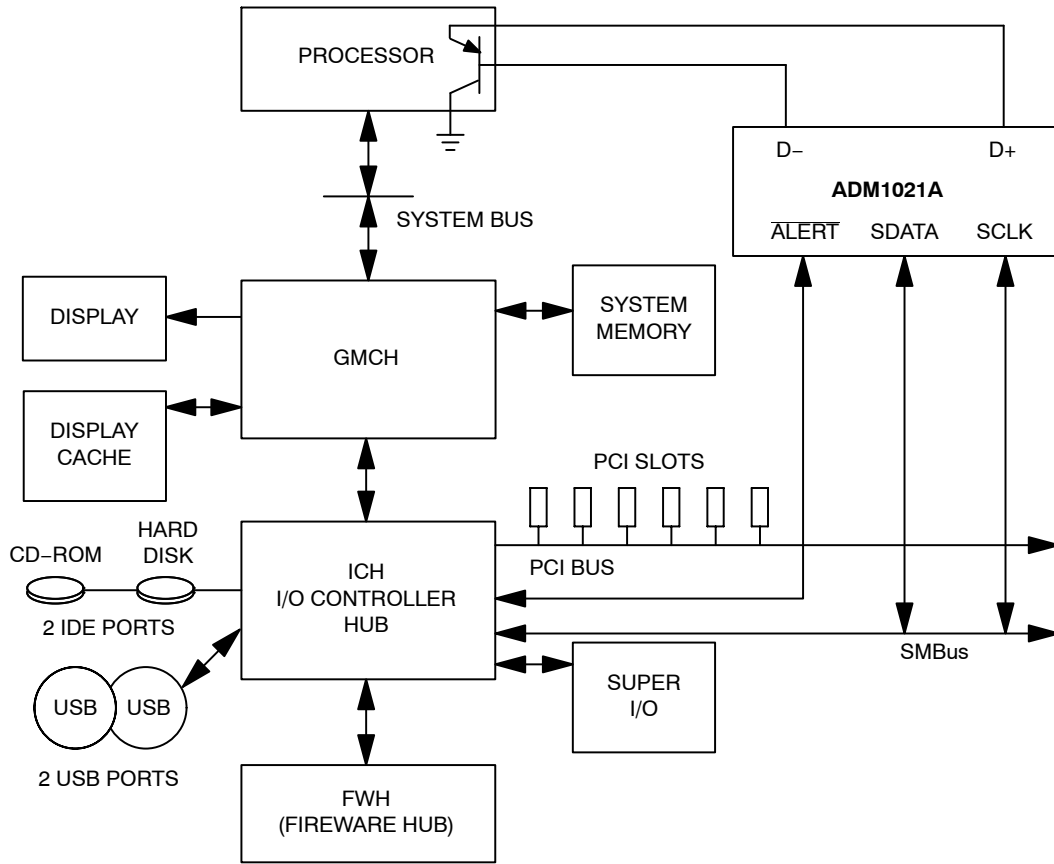 PROCESSOR
D−
D+
ADM1021A
ALERT
SDATA
SCLK
SYSTEM BUS
DISPLAY
GMCH
SYSTEM
MEMORY
DISPLAY
CACHE
PCI SLOTS
CD−ROM
HARD
DISK
ICH
I/O CONTROLLER
HUB
PCI BUS
2 IDE PORTS
SMBus
USB
USB
SUPER
I/O
2 USB PORTS
FWH
(FIREWARE HUB)